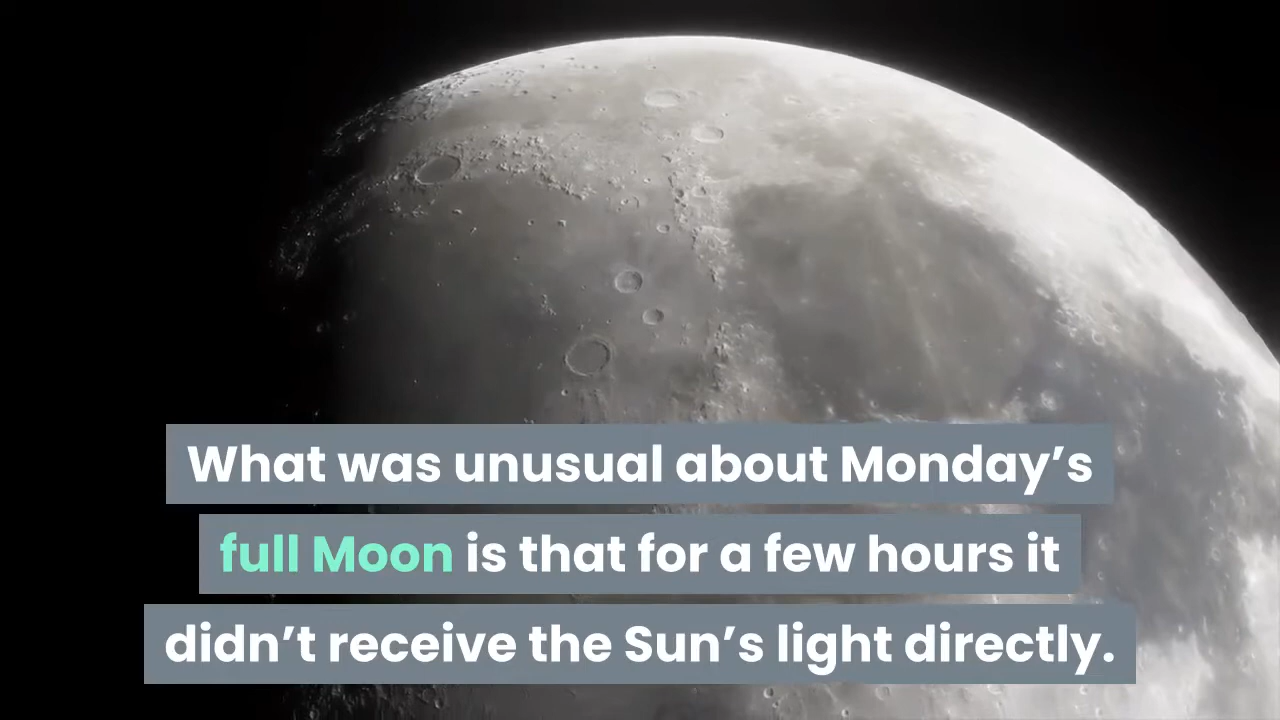 What was unusual about Monday’s
full Moon is that for a few hours it
didn’t receive the Sun’s light directly.